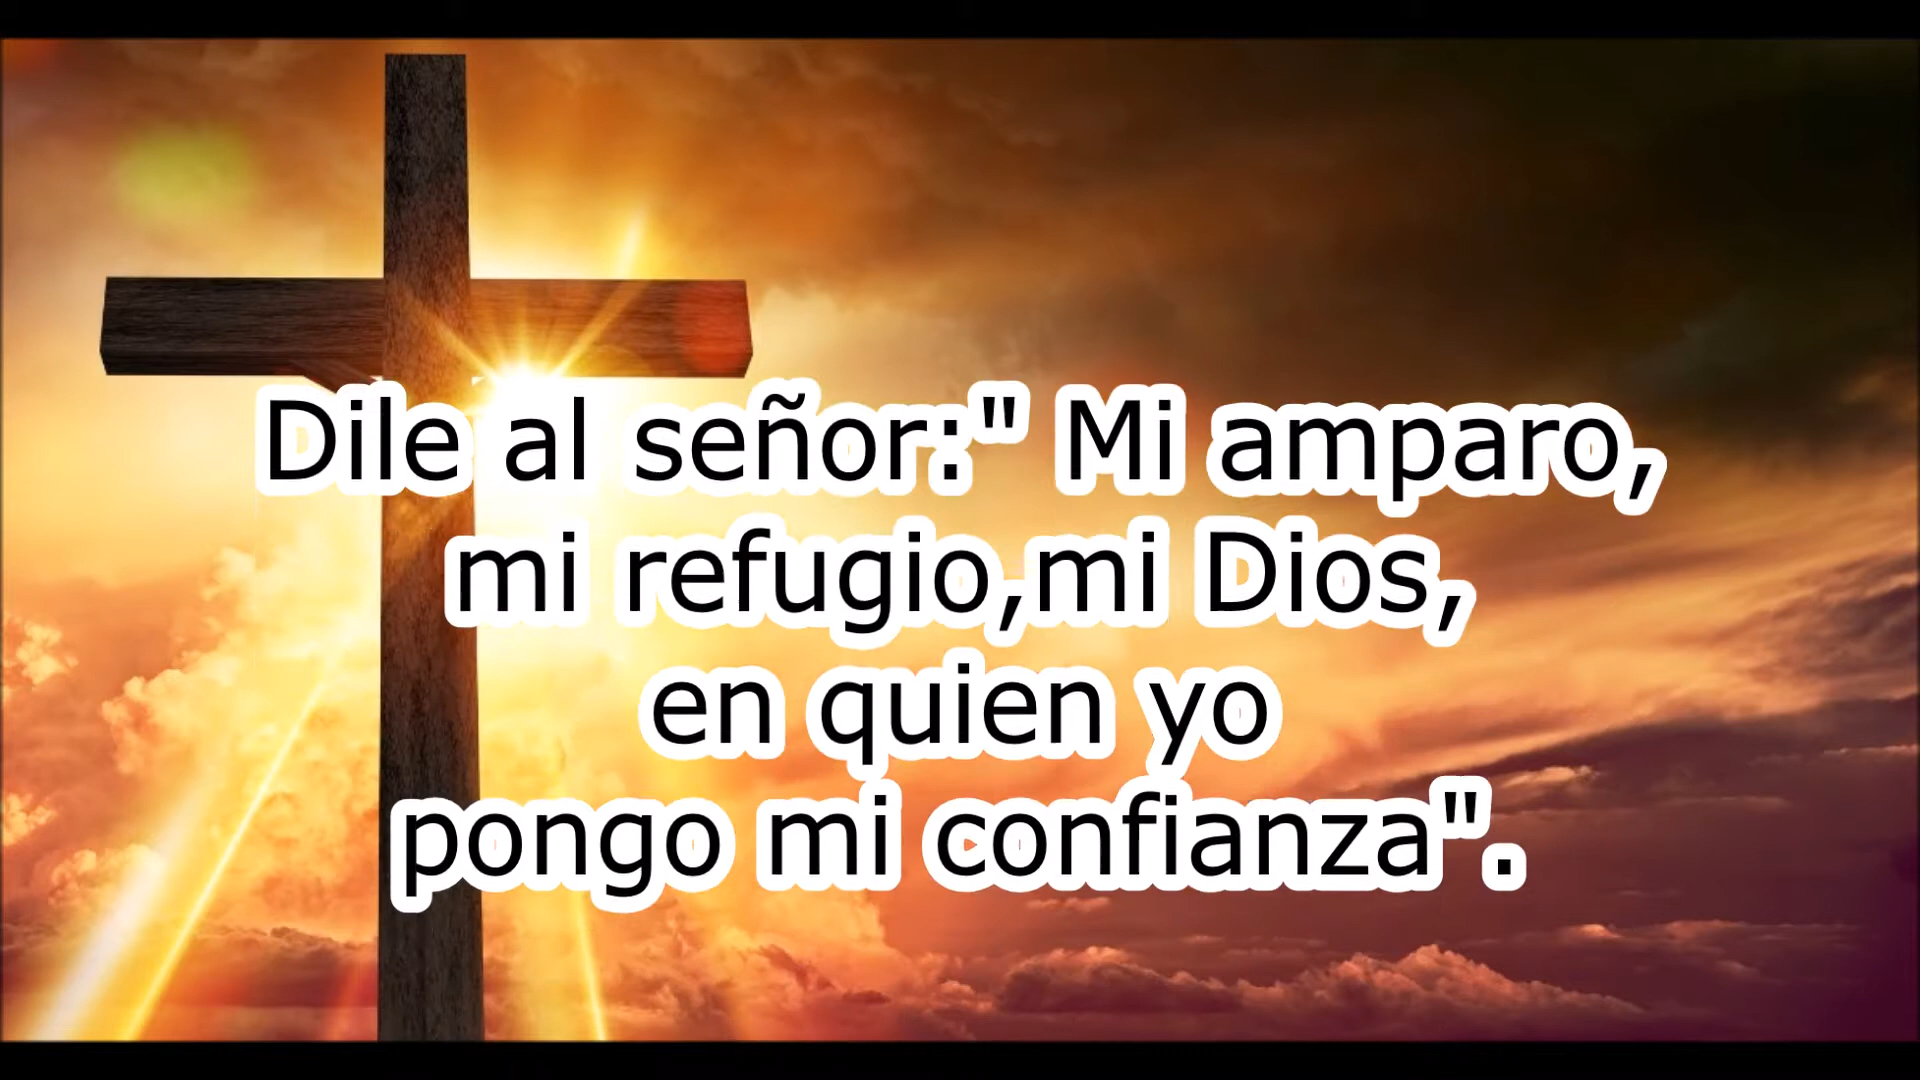 Dile al señor:" Mi amparo,
mi refugio,mi Dios,
en quien yo
pongo mi confianza".